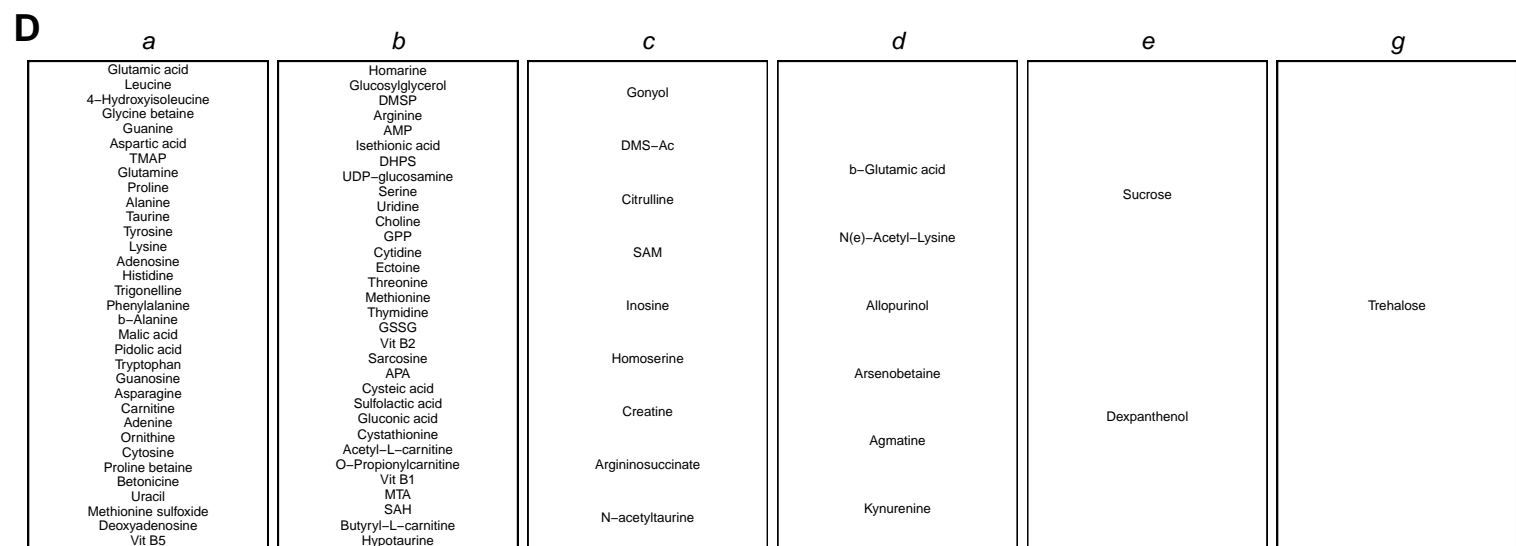 D
a
b
c
d
e
g
Glutamic acid
Leucine
4−Hydroxyisoleucine
Glycine betaine
Guanine
Aspartic acid
TMAP
Glutamine
Proline
Alanine
Taurine
Tyrosine
Lysine
Adenosine
Histidine
Trigonelline
Phenylalanine
b−Alanine
Malic acid
Pidolic acid
Tryptophan
Guanosine
Asparagine
Carnitine
Adenine
Ornithine
Cytosine
Proline betaine
Betonicine
Uracil
Methionine sulfoxide
Deoxyadenosine
Vit B5
Homarine
Glucosylglycerol
DMSP
Arginine
AMP
Isethionic acid
DHPS
UDP−glucosamine
Serine
Uridine
Choline
GPP
Cytidine
Ectoine
Threonine
Methionine
Thymidine
GSSG
Vit B2
Sarcosine
APA
Cysteic acid
Sulfolactic acid
Gluconic acid
Cystathionine
Acetyl−L−carnitine
O−Propionylcarnitine
Vit B1
MTA
SAH
Butyryl−L−carnitine
Hypotaurine
Gonyol
DMS−Ac
Citrulline
SAM
Inosine
Homoserine
Creatine
Argininosuccinate
N−acetyltaurine
b−Glutamic acid
N(e)−Acetyl−Lysine
Allopurinol
Arsenobetaine
Agmatine
Kynurenine
Sucrose
Dexpanthenol
Trehalose